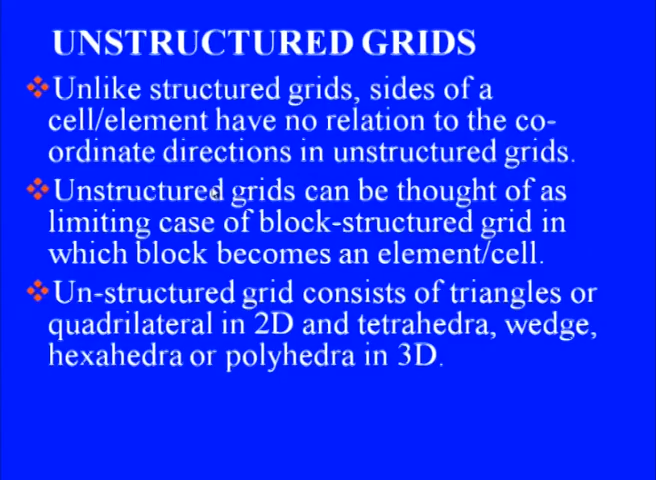 UNSTRUCTURED GRIDS
Unlike structured grids, sides of a
cell/element have no relation to the co-
ordinate directions in unstructured grids.
Unstructured grids can be thought of as
limiting case of block-structured grid in
which block becomes an element/cell.
Un-structured grid consists of triangles or
quadrilateral in 2D and tetrahedra, wedge,
hexahedra or polyhedra in 3D.